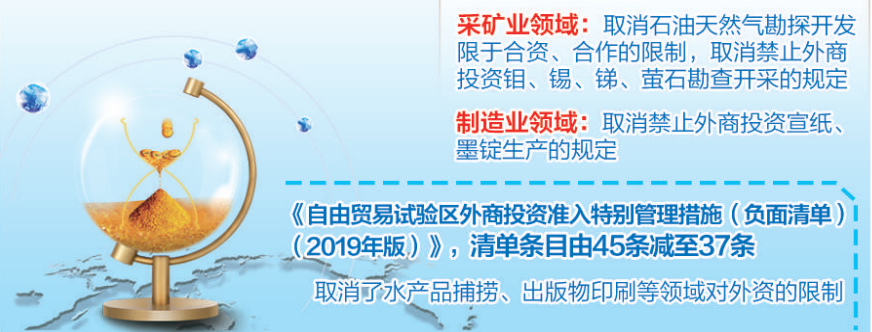 采矿业领域：取消石油天然气勘探开发
限于合资、合作的限制，取消禁止外商
投资钼、锡、锑、萤石勘查开采的规定
制造业领域：取消禁止外商投资宣纸、
墨锭生产的规定
《自由贸易试验区外商投资准入特别管理措施（负面清单）
（2019年版）》，清单条目由45条减至37条
取消了水产品捕捞、出版物印刷等领域对外资的限制